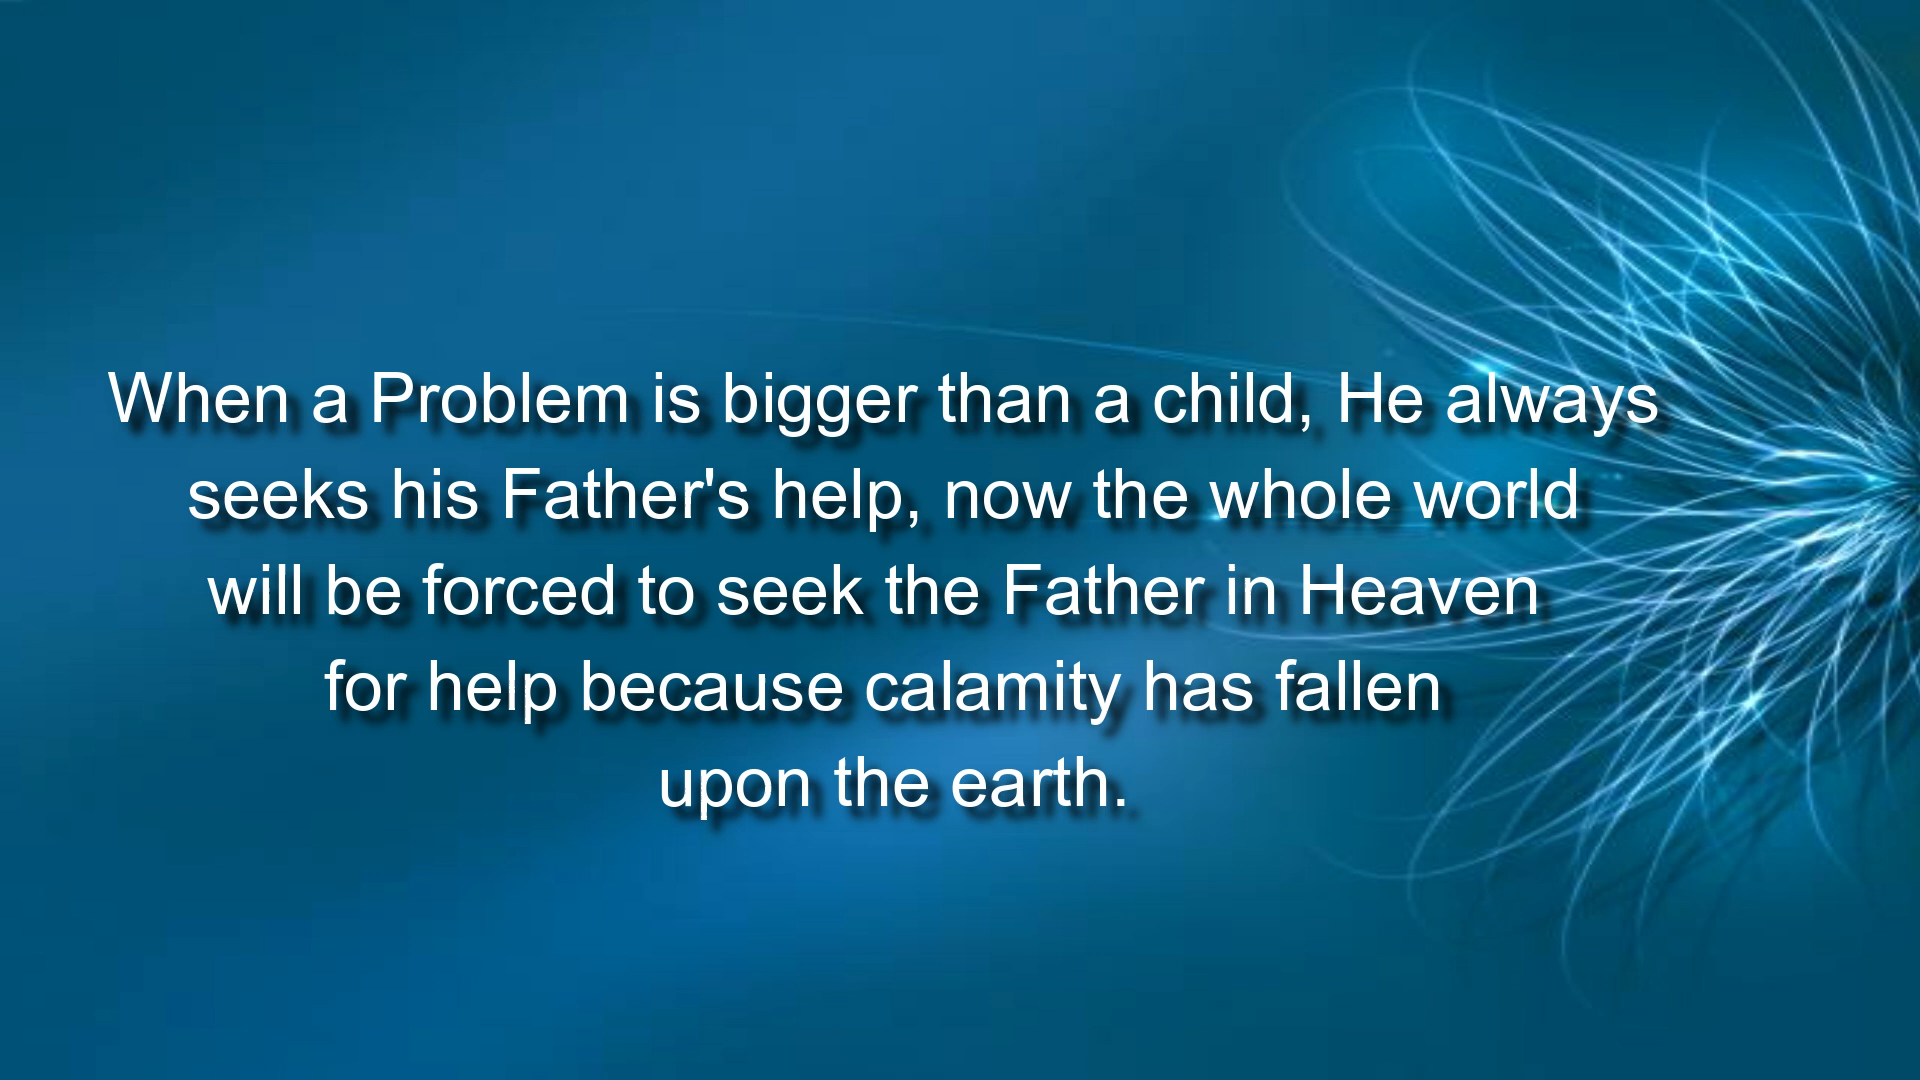 When a Problem is bigger than a child, He always
seeks his Father's help, now the whole world
will be forced to seek the Father in Heaven
for help because calamity has fallen
upon the earth.